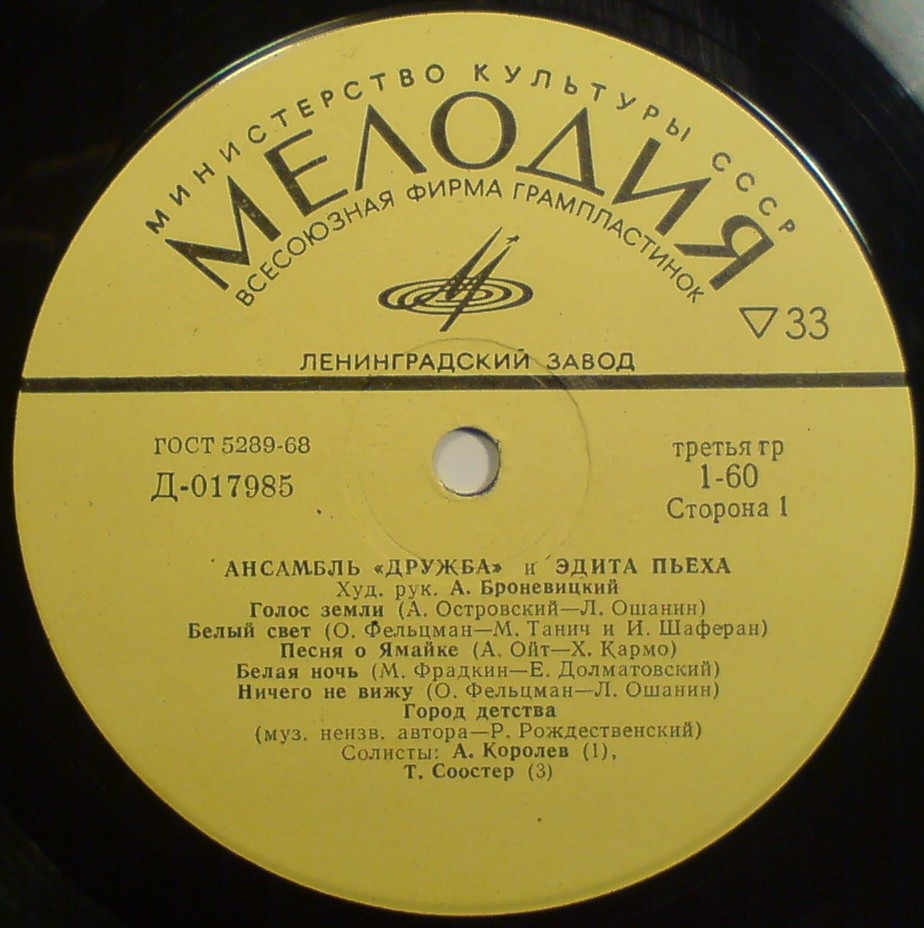 МИНИСТЕРСТВО КУЛЬТУРЫ СССР
МЕЛОДИЯ
ВСЕСОЮЗНАЯ ФИРМА ГРАМПЛАСТИНОК
▽33
ЛЕНИНГРАДСКИЙ ЗАВОД
ГОСТ 5289-68
Д-017985
третья гр
1-60
Сторона 1
АНСАМБЛЬ «ДРУЖБА» и ЭДИТА ПЬЕХА
Худ. рук. А. Броневицкий
Голос земли (А. Островский—Л. Ошанин)
Белый свет (О. Фельцман—М. Танич и И. Шаферан)
Песня о Ямайке (А. Ойт—Х. Кармо)
Белая ночь (М. Фрадкин—Е. Долматовский)
Ничего не вижу (О. Фельцман—Л. Ошанин)
Город детства
(муз. неизв. автора—Р. Рождественский)
Солисты: А. Королев (1),
Т. Соостер (3)